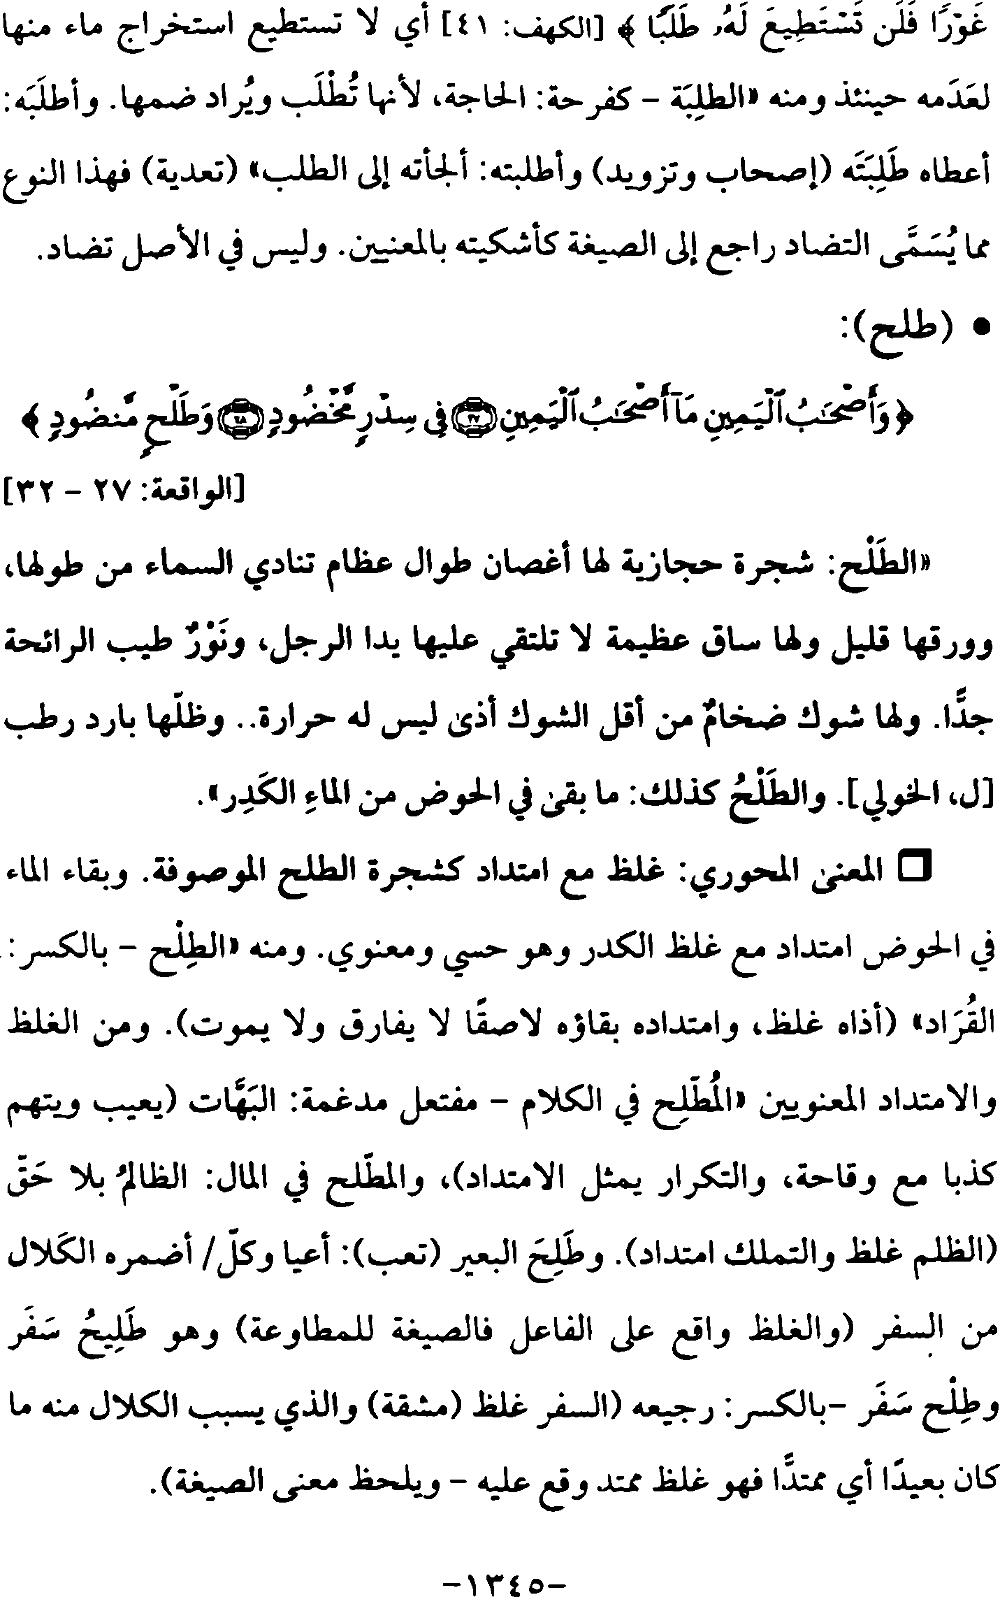 غَوْرًا فَلَن تَسْتَطِيعَ لَهُۥ طَلَبًا ﴾ [الكهف: ٤١] أي لا تستطيع استخراج ماء منها
لعَدَمه حينئذ ومنه «الطلِبَة – كفرحة: الحاجة، لأنها تُطْلَب ويُراد ضمها. وأطلَبَه:
أعطاه طَلِبَتَه (إصحاب وتزويد) وأطلبته: ألجأته إلى الطلب» (تعدية) فهذا النوع
مما يُسَمَّى التضاد راجع إلى الصيغة كأشكيته بالمعنيين. وليس في الأصل تضاد.
● (طلح):
﴿ وَأَصْحَٰبُ ٱلْيَمِينِ مَآ أَصْحَٰبُ ٱلْيَمِينِ ۝٢٧ فِى سِدْرٍ مَّخْضُودٍ ۝٢٨ وَطَلْحٍ مَّنضُودٍ ﴾
[الواقعة: ٢٧ – ٣٢]
«الطَلْح: شجرة حجازية لها أغصان طوال عظام تنادي السماء من طولها،
وورقها قليل ولها ساق عظيمة لا تلتقي عليها يدا الرجل، ونَوْرٌ طيب الرائحة
جدًّا. ولها شوك ضخامٌ من أقل الشوك أذى ليس له حرارة.. وظلّها بارد رطب
[ل، الخولي]. والطَلْحُ كذلك: ما بقى في الحوض من الماءِ الكَدِر».
❒ المعنى المحوري: غلظ مع امتداد كشجرة الطلح الموصوفة. وبقاء الماء
في الحوض امتداد مع غلظ الكدر وهو حسي ومعنوي. ومنه «الطِلْح – بالكسر:
القُرَاد» (أذاه غلظ، وامتداده بقاؤه لاصقًا لا يفارق ولا يموت). ومن الغلظ
والامتداد المعنويين «المُطّلِح في الكلام – مفتعل مدغمة: البَهَّات (يعيب ويتهم
كذبا مع وقاحة، والتكرار يمثل الامتداد)، والمطّلح في المال: الظالمُ بلا حَقّ
(الظلم غلظ والتملك امتداد). وطَلِحَ البعير (تعب): أعيا وكلّ/ أضمره الكَلال
من السفر (والغلظ واقع على الفاعل فالصيغة للمطاوعة) وهو طَلِيحُ سَفَر
وطِلْح سَفَر –بالكسر: رجيعه (السفر غلظ (مشقة) والذي يسبب الكلال منه ما
كان بعيدًا أي ممتدًّا فهو غلظ ممتد وقع عليه – ويلحظ معنى الصيغة).
–١٣٤٥–